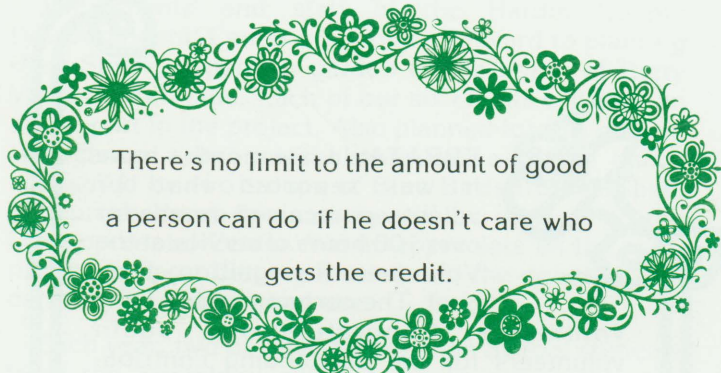 There's no limit to the amount of good
a person can do if he doesn't care who
gets the credit.